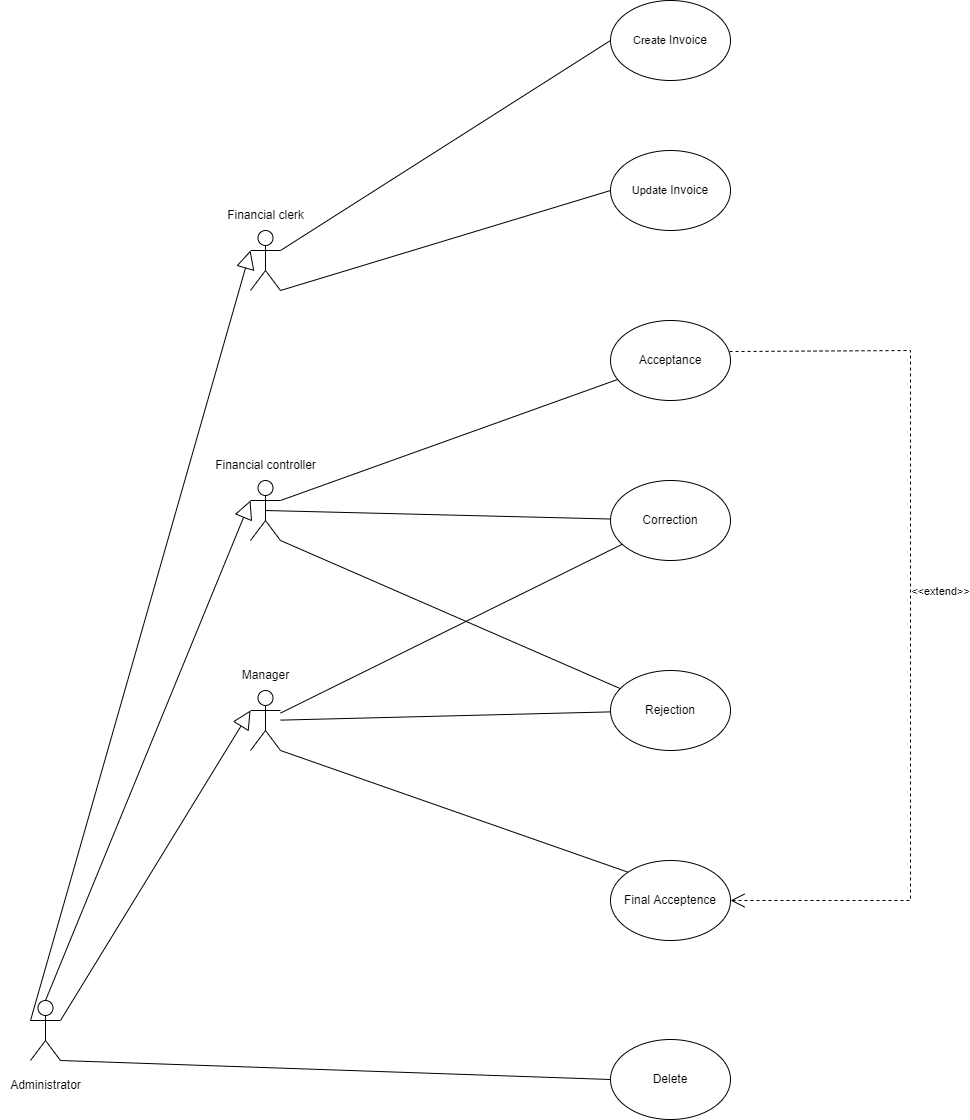 Create Invoice
Update Invoice
Financial clerk
Acceptance
Financial controller
Correction
<<extend>>
Manager
Rejection
Final Acceptence
Administrator
Delete